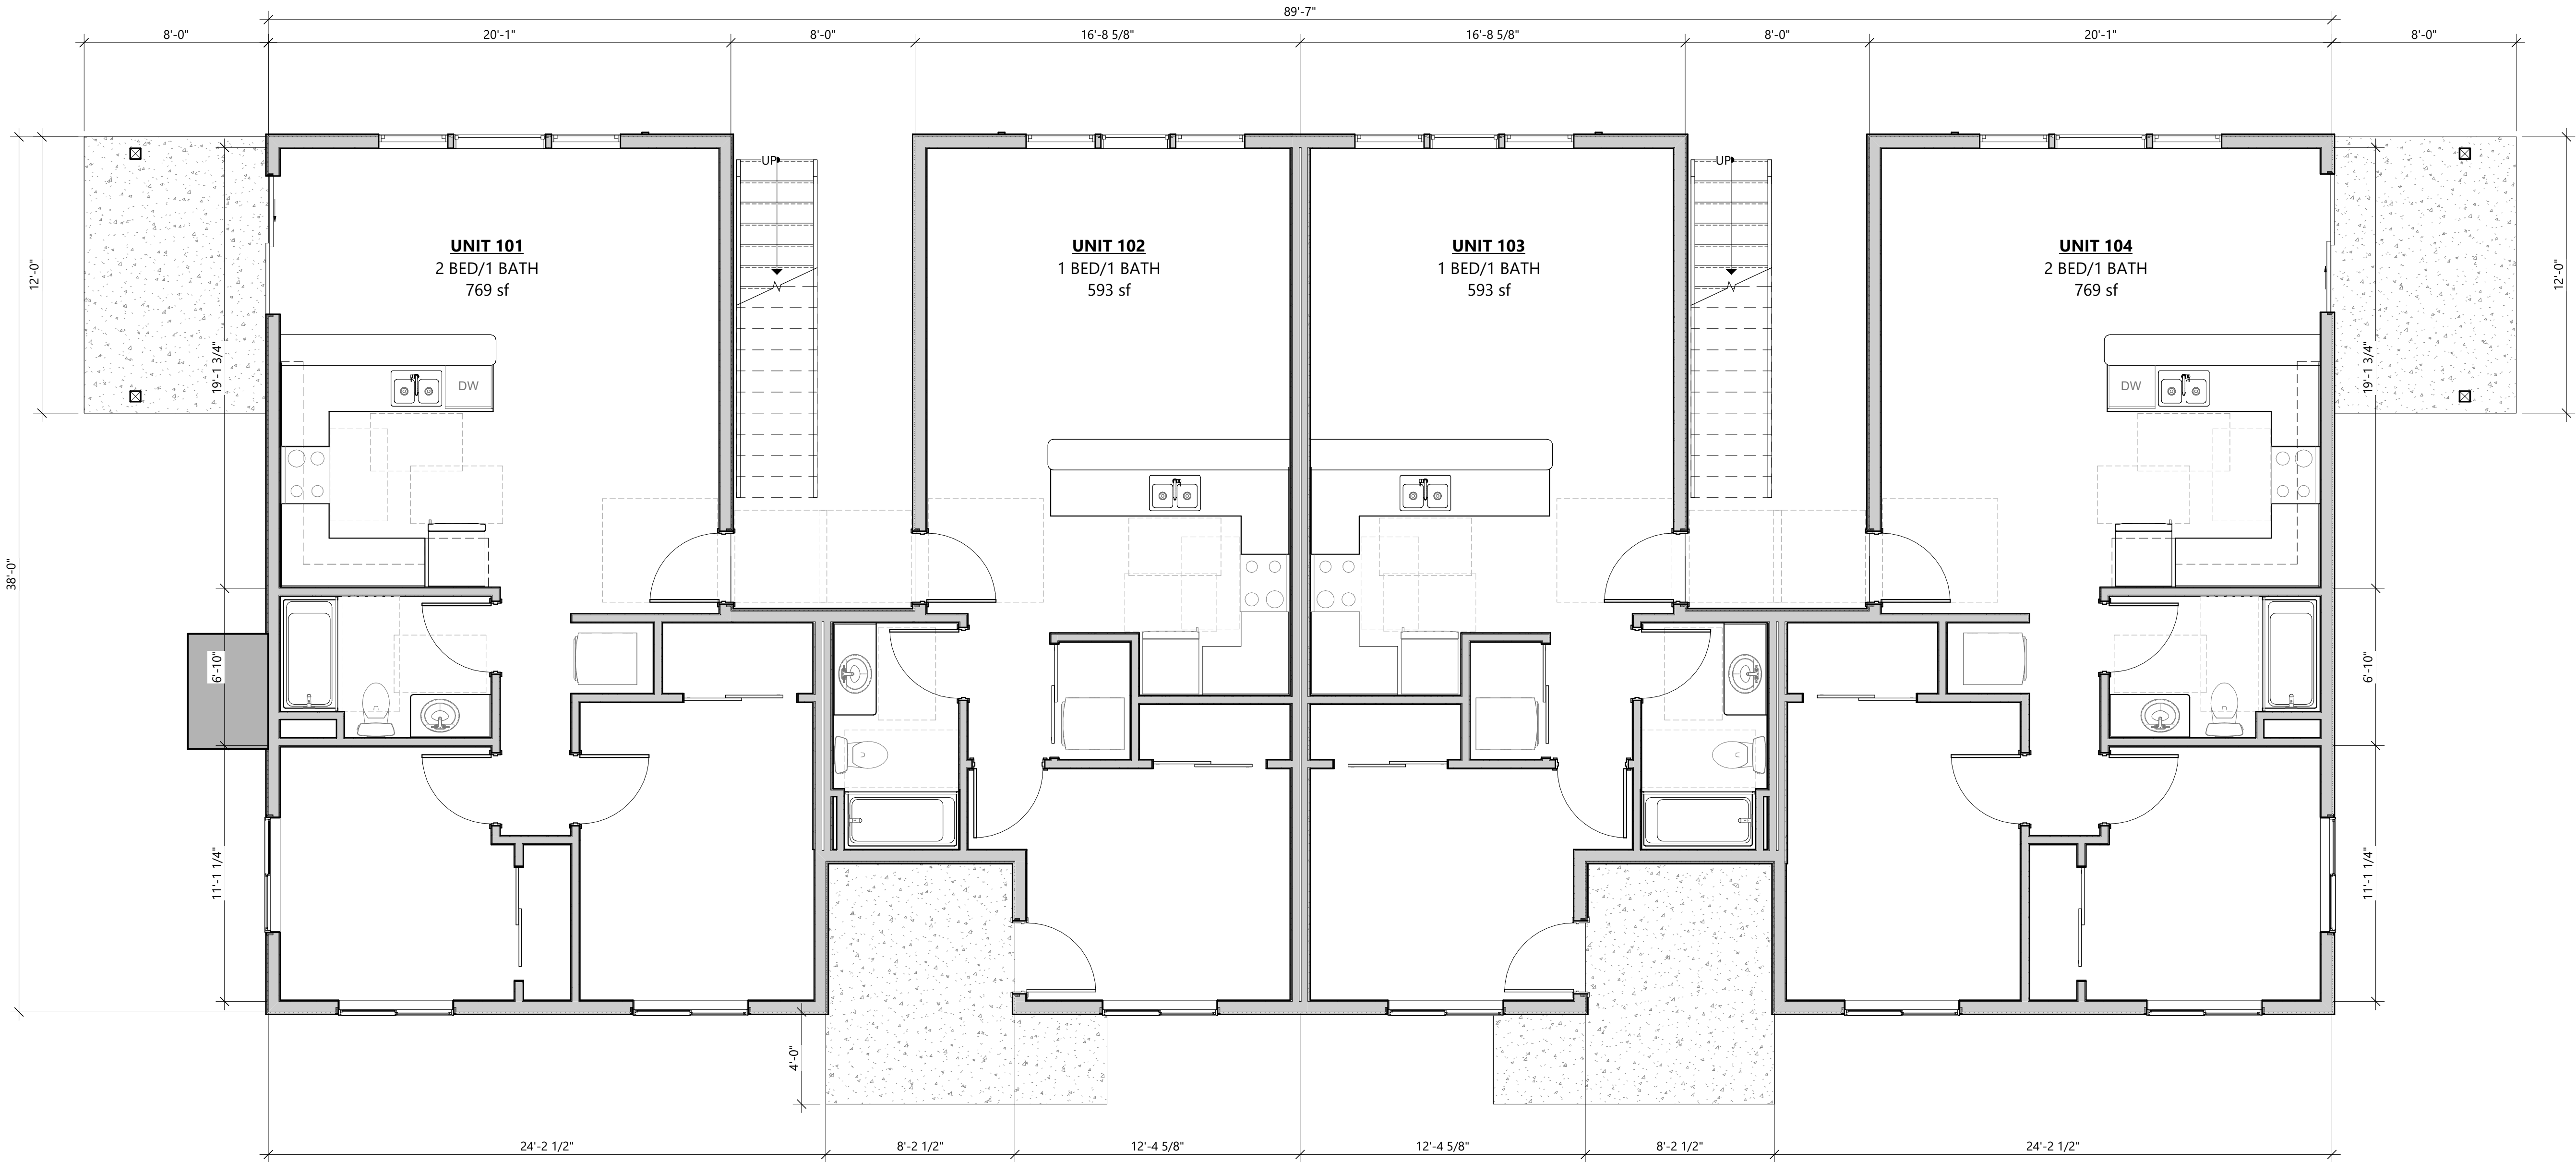 89'-7"
8'-0" 20'-1" 8'-0" 16'-8 5/8" 16'-8 5/8" 8'-0" 20'-1" 8'-0"
UP UP
UNIT 101
2 BED/1 BATH
769 sf
UNIT 102
1 BED/1 BATH
593 sf
UNIT 103
1 BED/1 BATH
593 sf
UNIT 104
2 BED/1 BATH
769 sf
12'-0"
12'-0"
19'-1 3/4"
19'-1 3/4"
DW
DW
38'-0"
6'-10"
6'-10"
11'-1 1/4"
11'-1 1/4"
4'-0"
24'-2 1/2" 8'-2 1/2" 12'-4 5/8" 12'-4 5/8" 8'-2 1/2" 24'-2 1/2"